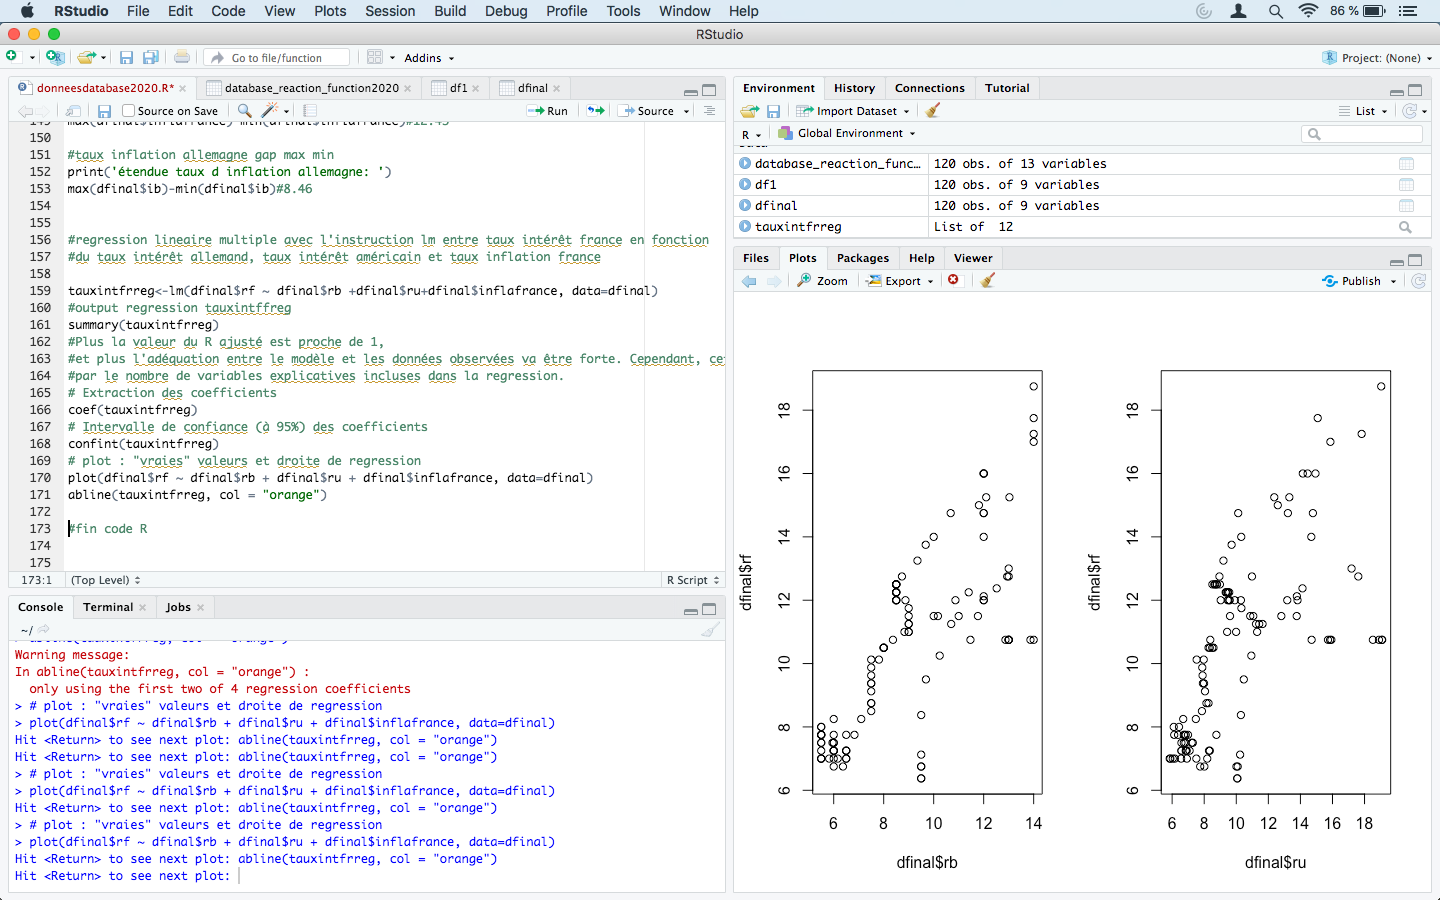 RStudio File Edit Code View Plots Session Build Debug Profile Tools Window Help 86 %
RStudio
Go to file/function Addins Project: (None)
donneesdatabase2020.R* database_reaction_function2020 df1 dfinal
Source on Save Run Source
150
151 #taux inflation allemagne gap max min
152 print('étendue taux d inflation allemagne: ')
153 max(dfinal$ib)-min(dfinal$ib)#8.46
154
155
156 #regression lineaire multiple avec l'instruction lm entre taux intérêt france en fonction
157 #du taux intérêt allemand, taux intérêt américain et taux inflation france
158
159 tauxintfrreg<-lm(dfinal$rf ~ dfinal$rb +dfinal$ru+dfinal$inflafrance, data=dfinal)
160 #output regression tauxintffreg
161 summary(tauxintfrreg)
162 #Plus la valeur du R ajusté est proche de 1,
163 #et plus l'adéquation entre le modèle et les données observées va être forte. Cependant, ce
164 #par le nombre de variables explicatives incluses dans la regression.
165 # Extraction des coefficients
166 coef(tauxintfrreg)
167 # Intervalle de confiance (à 95%) des coefficients
168 confint(tauxintfrreg)
169 # plot : "vraies" valeurs et droite de regression
170 plot(dfinal$rf ~ dfinal$rb + dfinal$ru + dfinal$inflafrance, data=dfinal)
171 abline(tauxintfrreg, col = "orange")
172
173 #fin code R
174
175
173:1 (Top Level) R Script
Console Terminal Jobs
~/
Warning message:
In abline(tauxintfrreg, col = "orange") :
only using the first two of 4 regression coefficients
> # plot : "vraies" valeurs et droite de regression
> plot(dfinal$rf ~ dfinal$rb + dfinal$ru + dfinal$inflafrance, data=dfinal)
Hit <Return> to see next plot: abline(tauxintfrreg, col = "orange")
Hit <Return> to see next plot: abline(tauxintfrreg, col = "orange")
> # plot : "vraies" valeurs et droite de regression
> plot(dfinal$rf ~ dfinal$rb + dfinal$ru + dfinal$inflafrance, data=dfinal)
Hit <Return> to see next plot: abline(tauxintfrreg, col = "orange")
> # plot : "vraies" valeurs et droite de regression
> plot(dfinal$rf ~ dfinal$rb + dfinal$ru + dfinal$inflafrance, data=dfinal)
Hit <Return> to see next plot: abline(tauxintfrreg, col = "orange")
Hit <Return> to see next plot:
Environment History Connections Tutorial
Import Dataset List
R Global Environment
database_reaction_func... 120 obs. of 13 variables
df1 120 obs. of 9 variables
dfinal 120 obs. of 9 variables
tauxintfrreg List of 12
Files Plots Packages Help Viewer
Zoom Export Publish
dfinal$rf
6 8 10 12 14 16 18
6 8 10 12 14
dfinal$rb
dfinal$rf
6 8 10 12 14 16 18
6 8 10 12 14 16 18
dfinal$ru